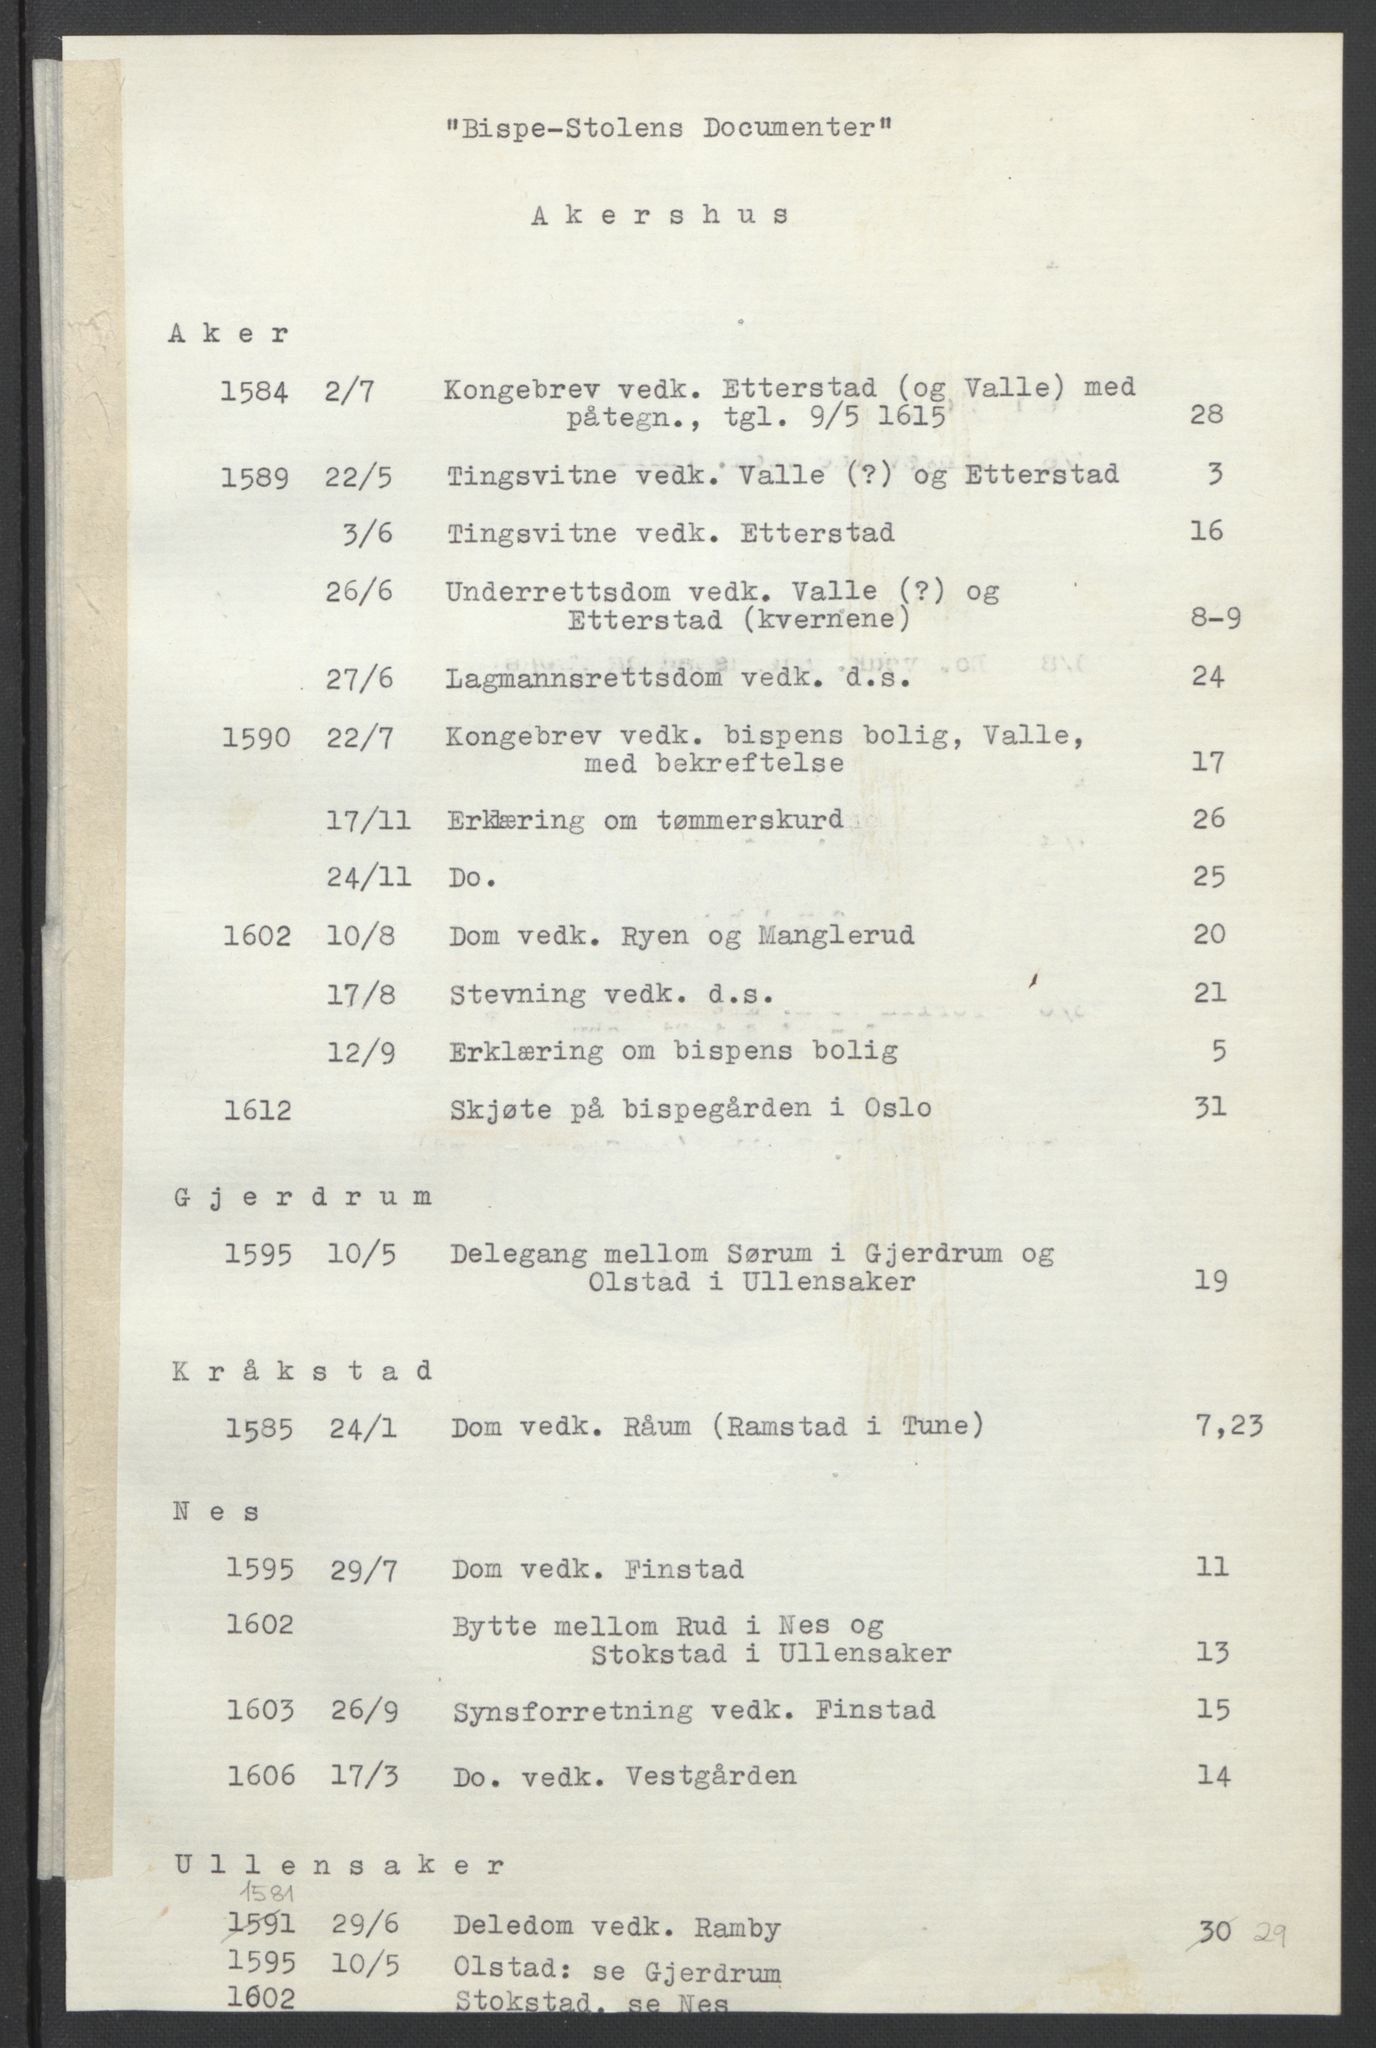 "Bispe-Stolens Documenter"
Akershus
Aker
1584 2/7 Kongebrev vedk. Etterstad (og Valle) med
påtegn., tgl. 9/5 1615 28
1589 22/5 Tingsvitne vedk. Valle (?) og Etterstad 3
3/6 Tingsvitne vedk. Etterstad 16
26/6 Underrettsdom vedk. Valle (?) og
Etterstad (kvernene) 8-9
27/6 Lagmannsrettsdom vedk. d.s. 24
1590 22/7 Kongebrev vedk. bispens bolig, Valle,
med bekreftelse 17
17/11 Erklæring om tømmerskurd 26
24/11 Do. 25
1602 10/8 Dom vedk. Ryen og Manglerud 20
17/8 Stevning vedk. d.s. 21
12/9 Erklæring om bispens bolig 5
1612 Skjøte på bispegården i Oslo 31
Gjerdrum
1595 10/5 Delegang mellom Sørum i Gjerdrum og
Olstad i Ullensaker 19
Kråkstad
1585 24/1 Dom vedk. Råum (Ramstad i Tune) 7,23
Nes
1595 29/7 Dom vedk. Finstad 11
1602 Bytte mellom Rud i Nes og
Stokstad i Ullensaker 13
1603 26/9 Synsforretning vedk. Finstad 15
1606 17/3 Do. vedk. Vestgården 14
Ullensaker
1581
1591 29/6 Deledom vedk. Ramby 30 29
1595 10/5 Olstad: se Gjerdrum
1602 Stokstad, se Nes